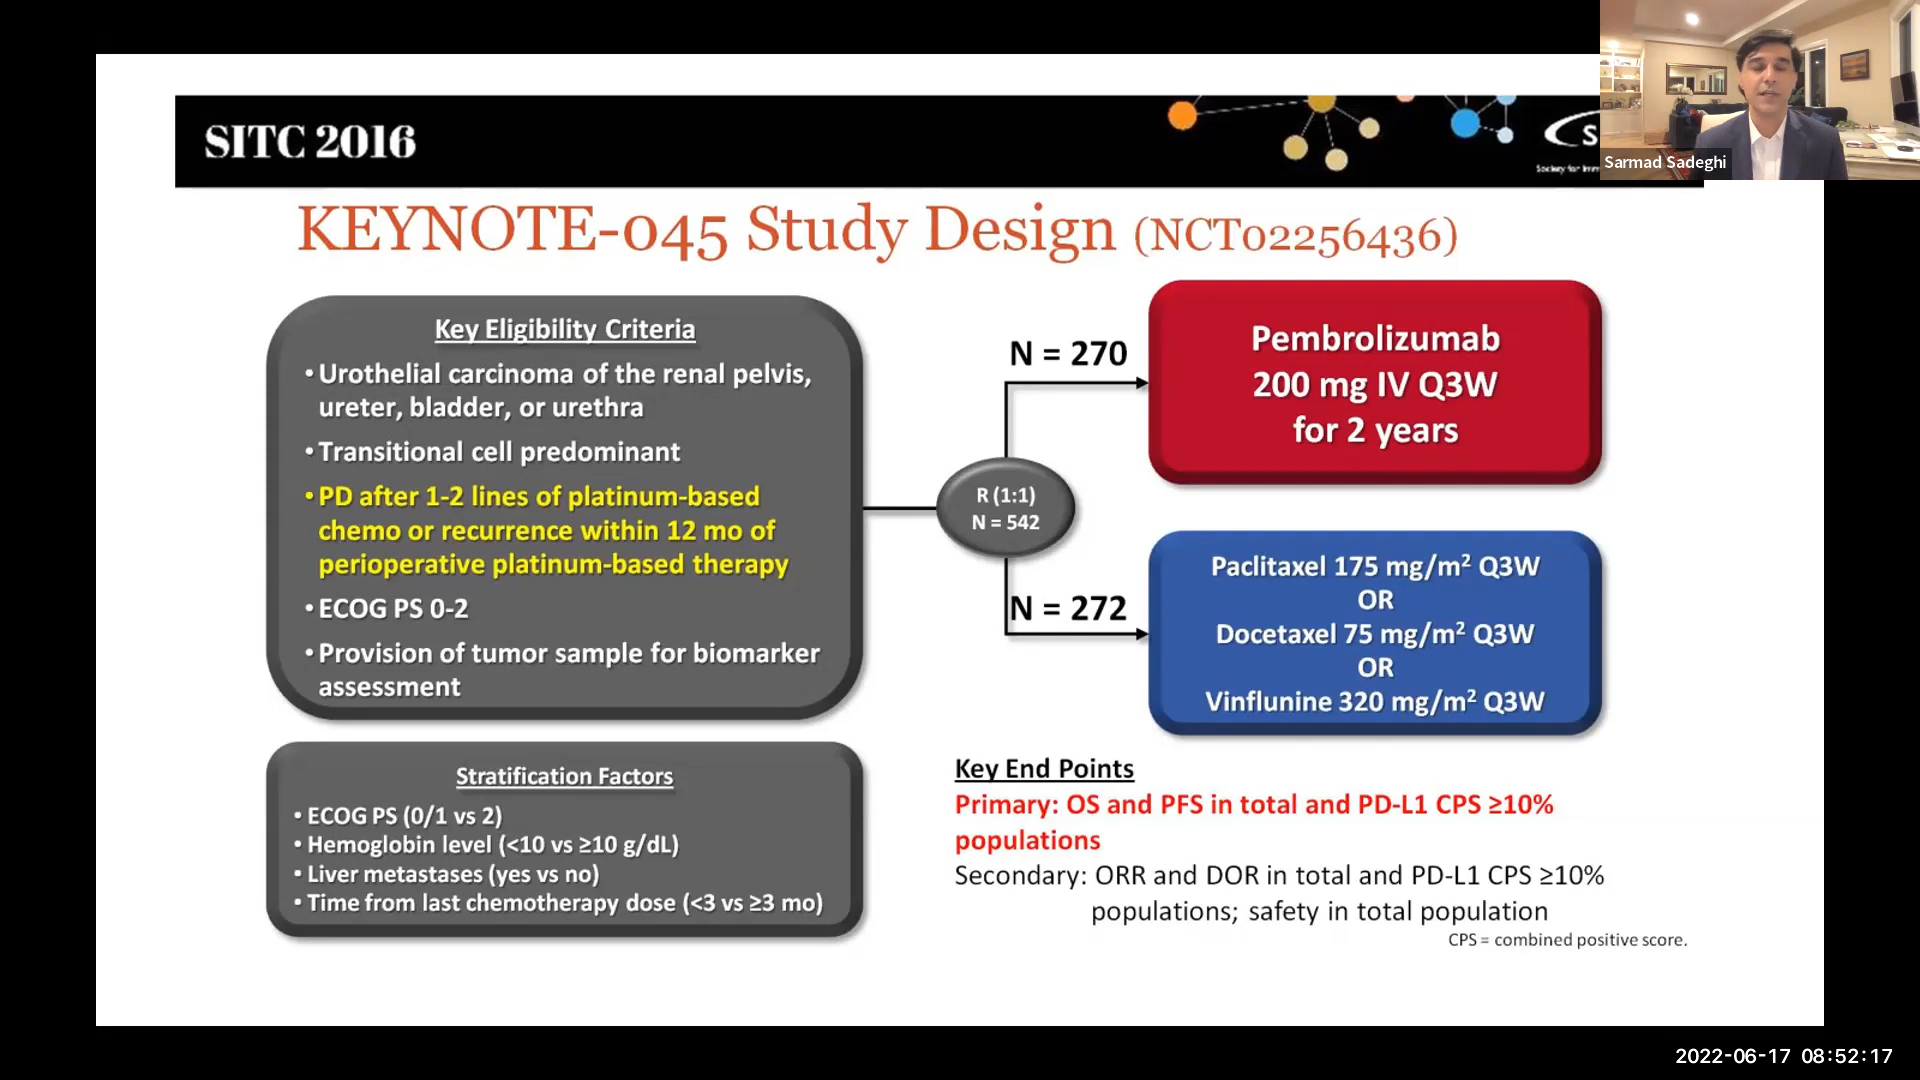 SITC 2016
S
Society for Imm
Sarmad Sadeghi
KEYNOTE-045 Study Design (NCT02256436)
Key Eligibility Criteria
• Urothelial carcinoma of the renal pelvis,
ureter, bladder, or urethra
• Transitional cell predominant
• PD after 1-2 lines of platinum-based
chemo or recurrence within 12 mo of
perioperative platinum-based therapy
• ECOG PS 0-2
• Provision of tumor sample for biomarker
assessment
Stratification Factors
• ECOG PS (0/1 vs 2)
• Hemoglobin level (<10 vs ≥10 g/dL)
• Liver metastases (yes vs no)
• Time from last chemotherapy dose (<3 vs ≥3 mo)
R (1:1)
N = 542
N = 270
Pembrolizumab
200 mg IV Q3W
for 2 years
N = 272
Paclitaxel 175 mg/m² Q3W
OR
Docetaxel 75 mg/m² Q3W
OR
Vinflunine 320 mg/m² Q3W
Key End Points
Primary: OS and PFS in total and PD-L1 CPS ≥10%
populations
Secondary: ORR and DOR in total and PD-L1 CPS ≥10%
populations; safety in total population
CPS = combined positive score.
2022-06-17 08:52:17